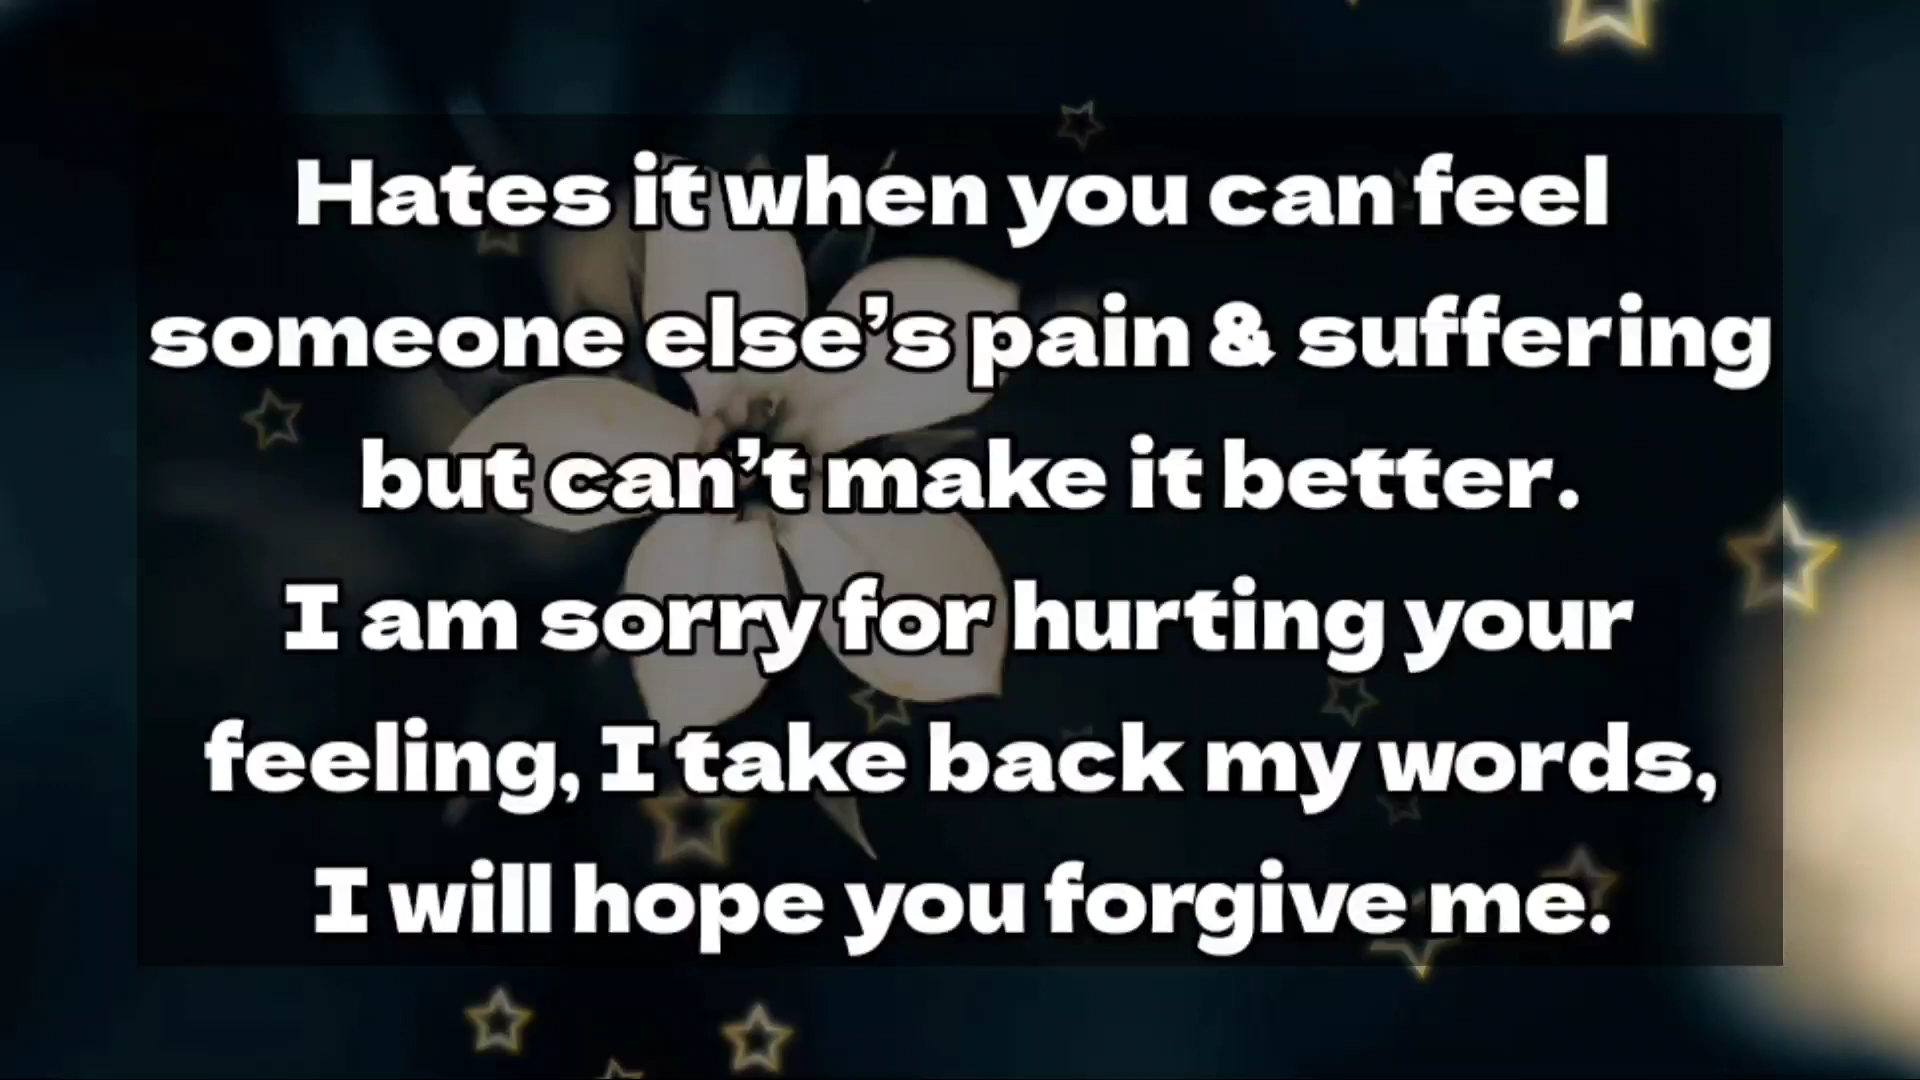 Hates it when you can feel
someone else’s pain & suffering
but can’t make it better.
I am sorry for hurting your
feeling, I take back my words,
I will hope you forgive me.